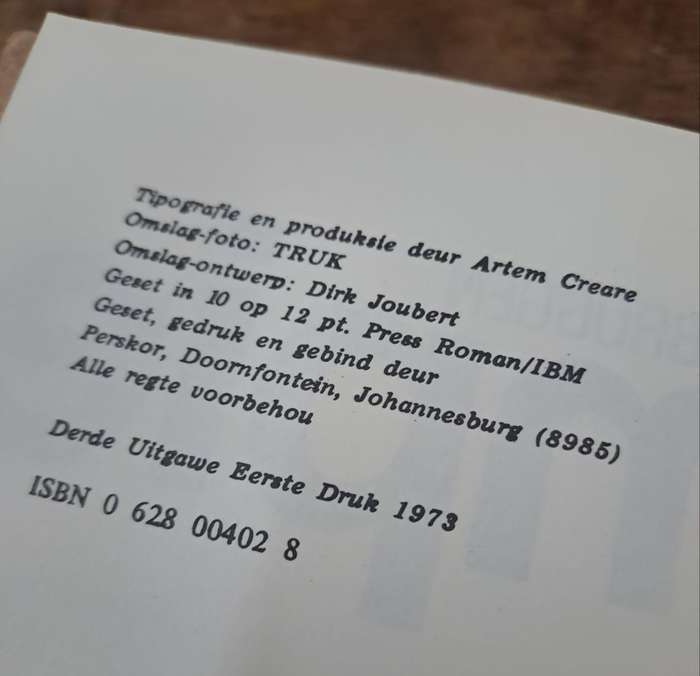 Tipografie en produksie deur Artem Creare
Omslag-foto: TRUK
Omslag-ontwerp: Dirk Joubert
Geset in 10 op 12 pt. Press Roman/IBM
Geset, gedruk en gebind deur
Perskor, Doornfontein, Johannesburg (8985)
Alle regte voorbehou
Derde Uitgawe Eerste Druk 1973
ISBN 0 628 00402 8